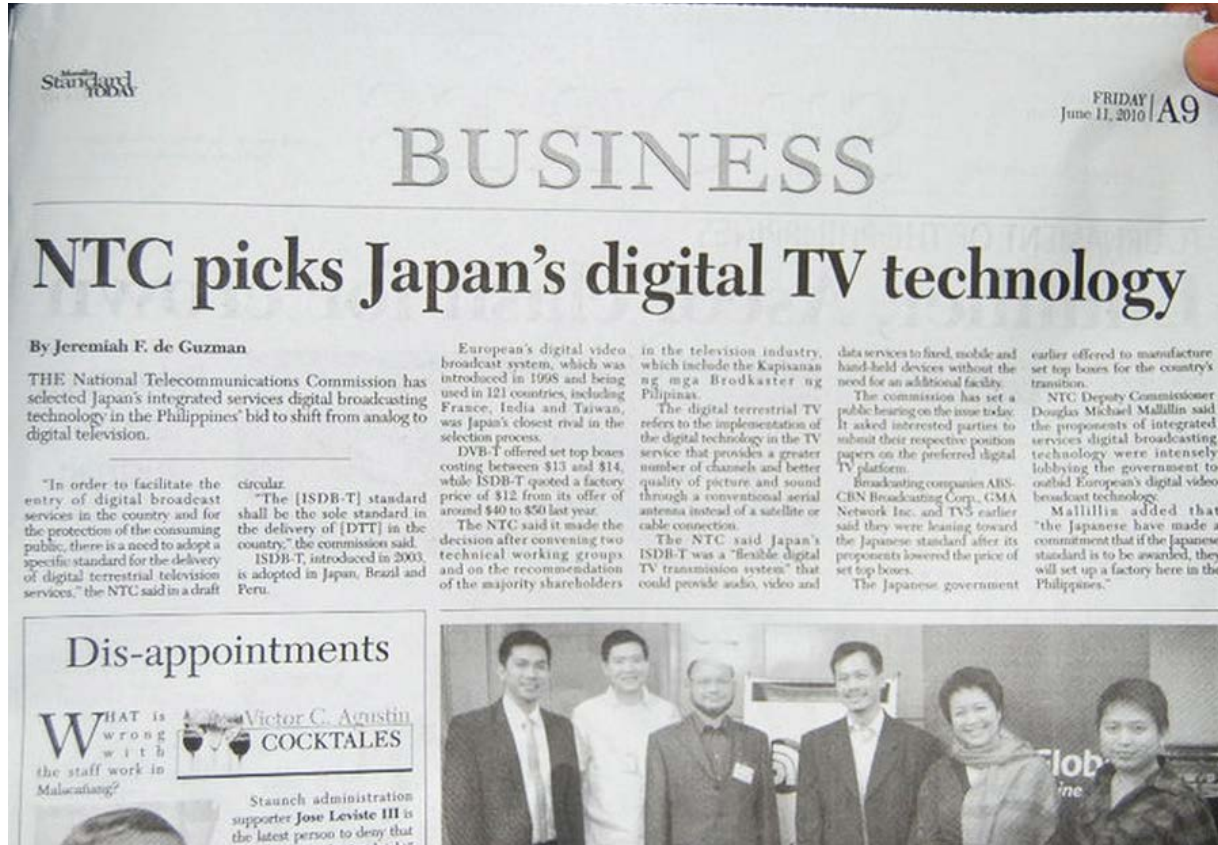 Manila
Standard
TODAY
FRIDAY
June 11, 2010
A9
BUSINESS
NTC picks Japan's digital TV technology
By Jeremiah F. de Guzman
THE National Telecommunications Commission has
selected Japan's integrated services digital broadcasting
technology in the Philippines' bid to shift from analog to
digital television.
"In order to facilitate the
entry of digital broadcast
services in the country and for
the protection of the consuming
public, there is a need to adopt a
specific standard for the delivery
of digital terrestrial television
services," the NTC said in a draft
circular.
"The [ISDB-T] standard
shall be the sole standard in
the delivery of [DTT] in the
country," the commission said.
ISDB-T, introduced in 2003,
is adopted in Japan, Brazil and
Peru.
European's digital video
broadcast system, which was
introduced in 1998 and being
used in 121 countries, including
France, India and Taiwan,
was Japan's closest rival in the
selection process.
DVB-T offered set top boxes
costing between $13 and $14,
while ISDB-T quoted a factory
price of $12 from its offer of
around $40 to $50 last year.
The NTC said it made the
decision after convening two
technical working groups
and on the recommendation
of the majority shareholders
in the television industry,
which include the Kapisanan
ng mga Brodkaster ng
Pilipinas.
The digital terrestrial TV
refers to the implementation of
the digital technology in the TV
service that provides a greater
number of channels and better
quality of picture and sound
through a conventional aerial
antenna instead of a satellite or
cable connection.
The NTC said Japan's
ISDB-T was a "flexible digital
TV transmission system" that
could provide audio, video and
data services to fixed, mobile and
hand-held devices without the
need for an additional facility.
The commission has set a
public hearing on the issue today.
It asked interested parties to
submit their respective position
papers on the preferred digital
TV platform.
Broadcasting companies ABS-
CBN Broadcasting Corp., GMA
Network Inc. and TV5 earlier
said they were leaning toward
the Japanese standard after its
proponents lowered the price of
set top boxes.
The Japanese government
earlier offered to manufacture
set top boxes for the country's
transition.
NTC Deputy Commissioner
Douglas Michael Mallillin said
the proponents of integrated
services digital broadcasting
technology were intensely
lobbying the government to
outbid European's digital video
broadcast technology.
Mallillin added that
"the Japanese have made a
commitment that if the Japanese
standard is to be awarded, they
will set up a factory here in the
Philippines."
Dis-appointments
WHAT is
wrong
with
the staff work in
Malacañang?
Victor C. Agustin
COCKTALES
Staunch administration
supporter Jose Leviste III is
the latest person to deny that
Glob
ine